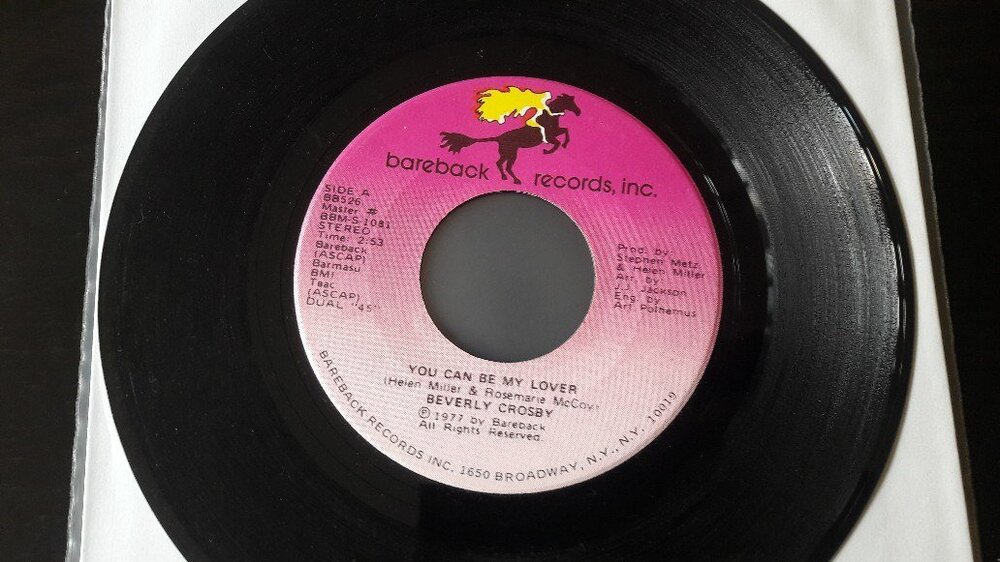 bareback records, inc.
SIDE A
BB526
Master #
BBM-S-1081
STEREO
Time: 2:53
Bareback
(ASCAP)
Barmasu
BMI
Teac
(ASCAP)
DUAL "45"
Prod. by
Stephen Metz
& Helen Miller
Arr. by
J.J. Jackson
Eng. by
Art Polhemus
YOU CAN BE MY LOVER
(Helen Miller & Rosemarie McCoy)
BEVERLY CROSBY
Ⓟ 1977 by Bareback
All Rights Reserved.
BAREBACK RECORDS INC. 1650 BROADWAY, N.Y., N.Y. 10019